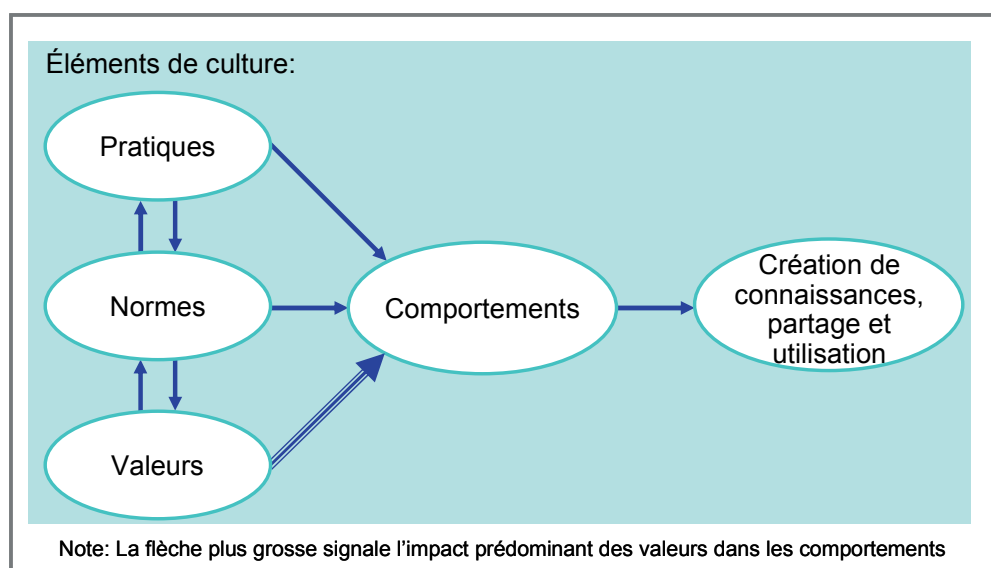 Éléments de culture:
Pratiques
Normes
Valeurs
Comportements
Création de
connaissances,
partage et
utilisation
Note: La flèche plus grosse signale l’impact prédominant des valeurs dans les comportements